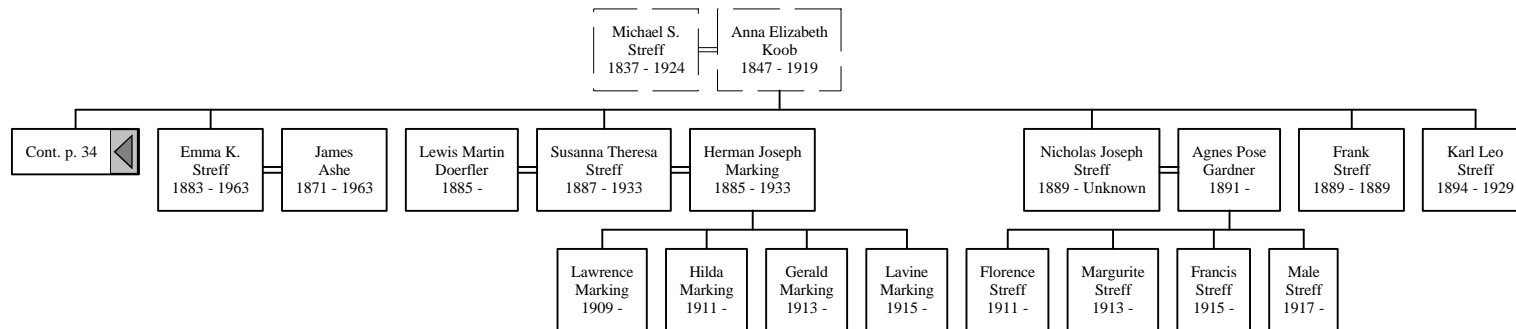 Michael S.
Streff
1837 - 1924
Anna Elizabeth
Koob
1847 - 1919
Cont. p. 34
Emma K.
Streff
1883 - 1963
James
Ashe
1871 - 1963
Lewis Martin
Doerfler
1885 -
Susanna Theresa
Streff
1887 - 1933
Herman Joseph
Marking
1885 - 1933
Nicholas Joseph
Streff
1889 - Unknown
Agnes Pose
Gardner
1891 -
Frank
Streff
1889 - 1889
Karl Leo
Streff
1894 - 1929
Lawrence
Marking
1909 -
Hilda
Marking
1911 -
Gerald
Marking
1913 -
Lavine
Marking
1915 -
Florence
Streff
1911 -
Margurite
Streff
1913 -
Francis
Streff
1915 -
Male
Streff
1917 -